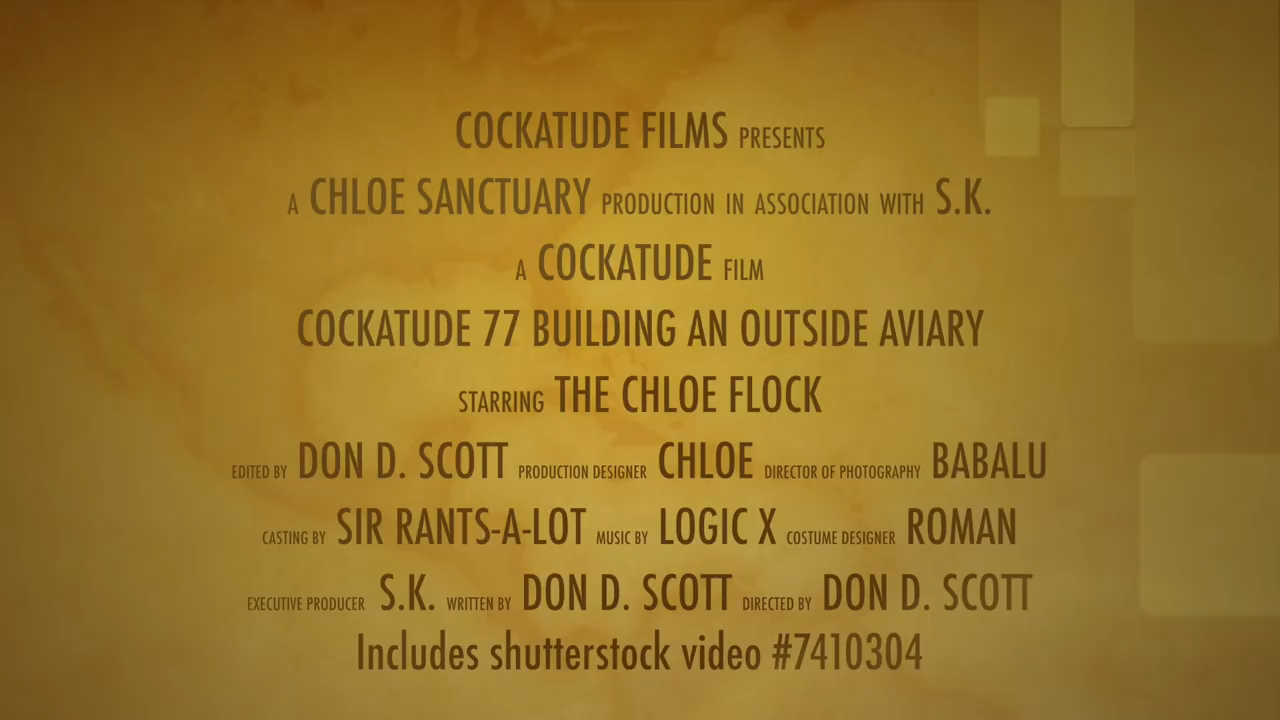 COCKATUDE FILMS PRESENTS
A CHLOE SANCTUARY PRODUCTION IN ASSOCIATION WITH S.K.
A COCKATUDE FILM
COCKATUDE 77 BUILDING AN OUTSIDE AVIARY
STARRING THE CHLOE FLOCK
EDITED BY DON D. SCOTT PRODUCTION DESIGNER CHLOE DIRECTOR OF PHOTOGRAPHY BABALU
CASTING BY SIR RANTS-A-LOT MUSIC BY LOGIC X COSTUME DESIGNER ROMAN
EXECUTIVE PRODUCER S.K. WRITTEN BY DON D. SCOTT DIRECTED BY DON D. SCOTT
Includes shutterstock video #7410304